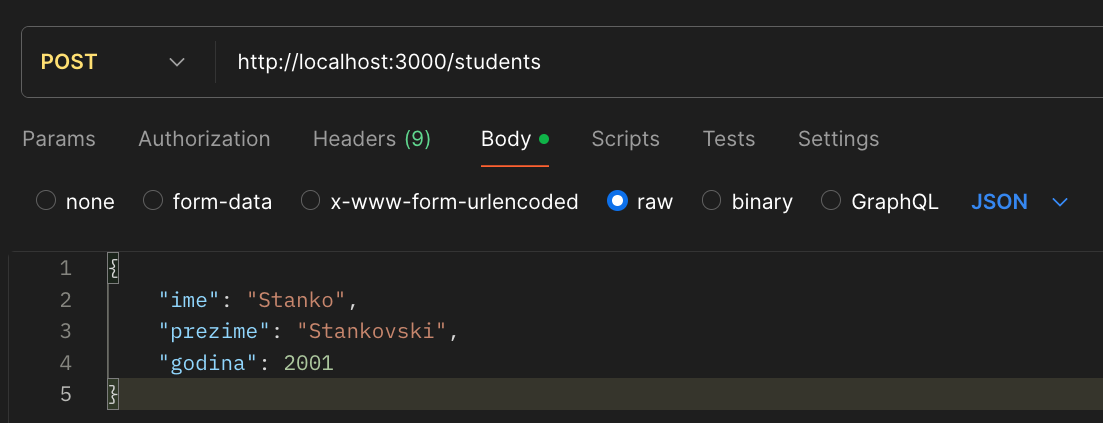 POST http://localhost:3000/students
Params Authorization Headers (9) Body Scripts Tests Settings
none form-data x-www-form-urlencoded raw binary GraphQL JSON
1 {
2 "ime": "Stanko",
3 "prezime": "Stankovski",
4 "godina": 2001
5 }